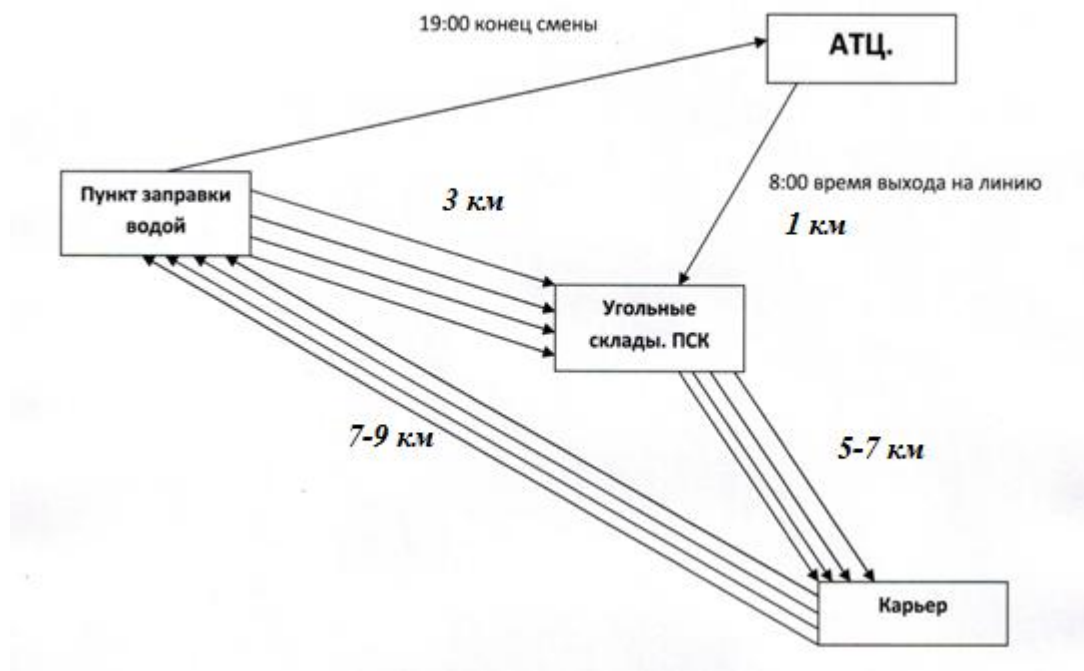 19:00 конец смены
АТЦ.
Пункт заправки
водой
3 км
8:00 время выхода на линию
1 км
Угольные
склады. ПСК
7-9 км
5-7 км
Карьер